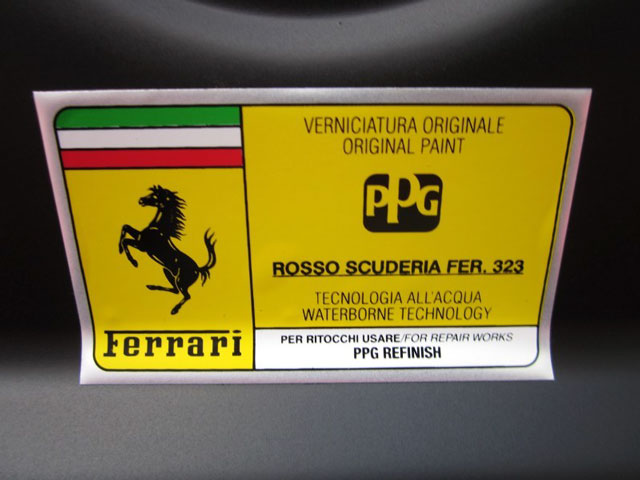 VERNICIATURA ORIGINALE
ORIGINAL PAINT
PPG
ROSSO SCUDERIA FER. 323
TECNOLOGIA ALL'ACQUA
WATERBORNE TECHNOLOGY
Ferrari
PER RITOCCHI USARE/FOR REPAIR WORKS
PPG REFINISH